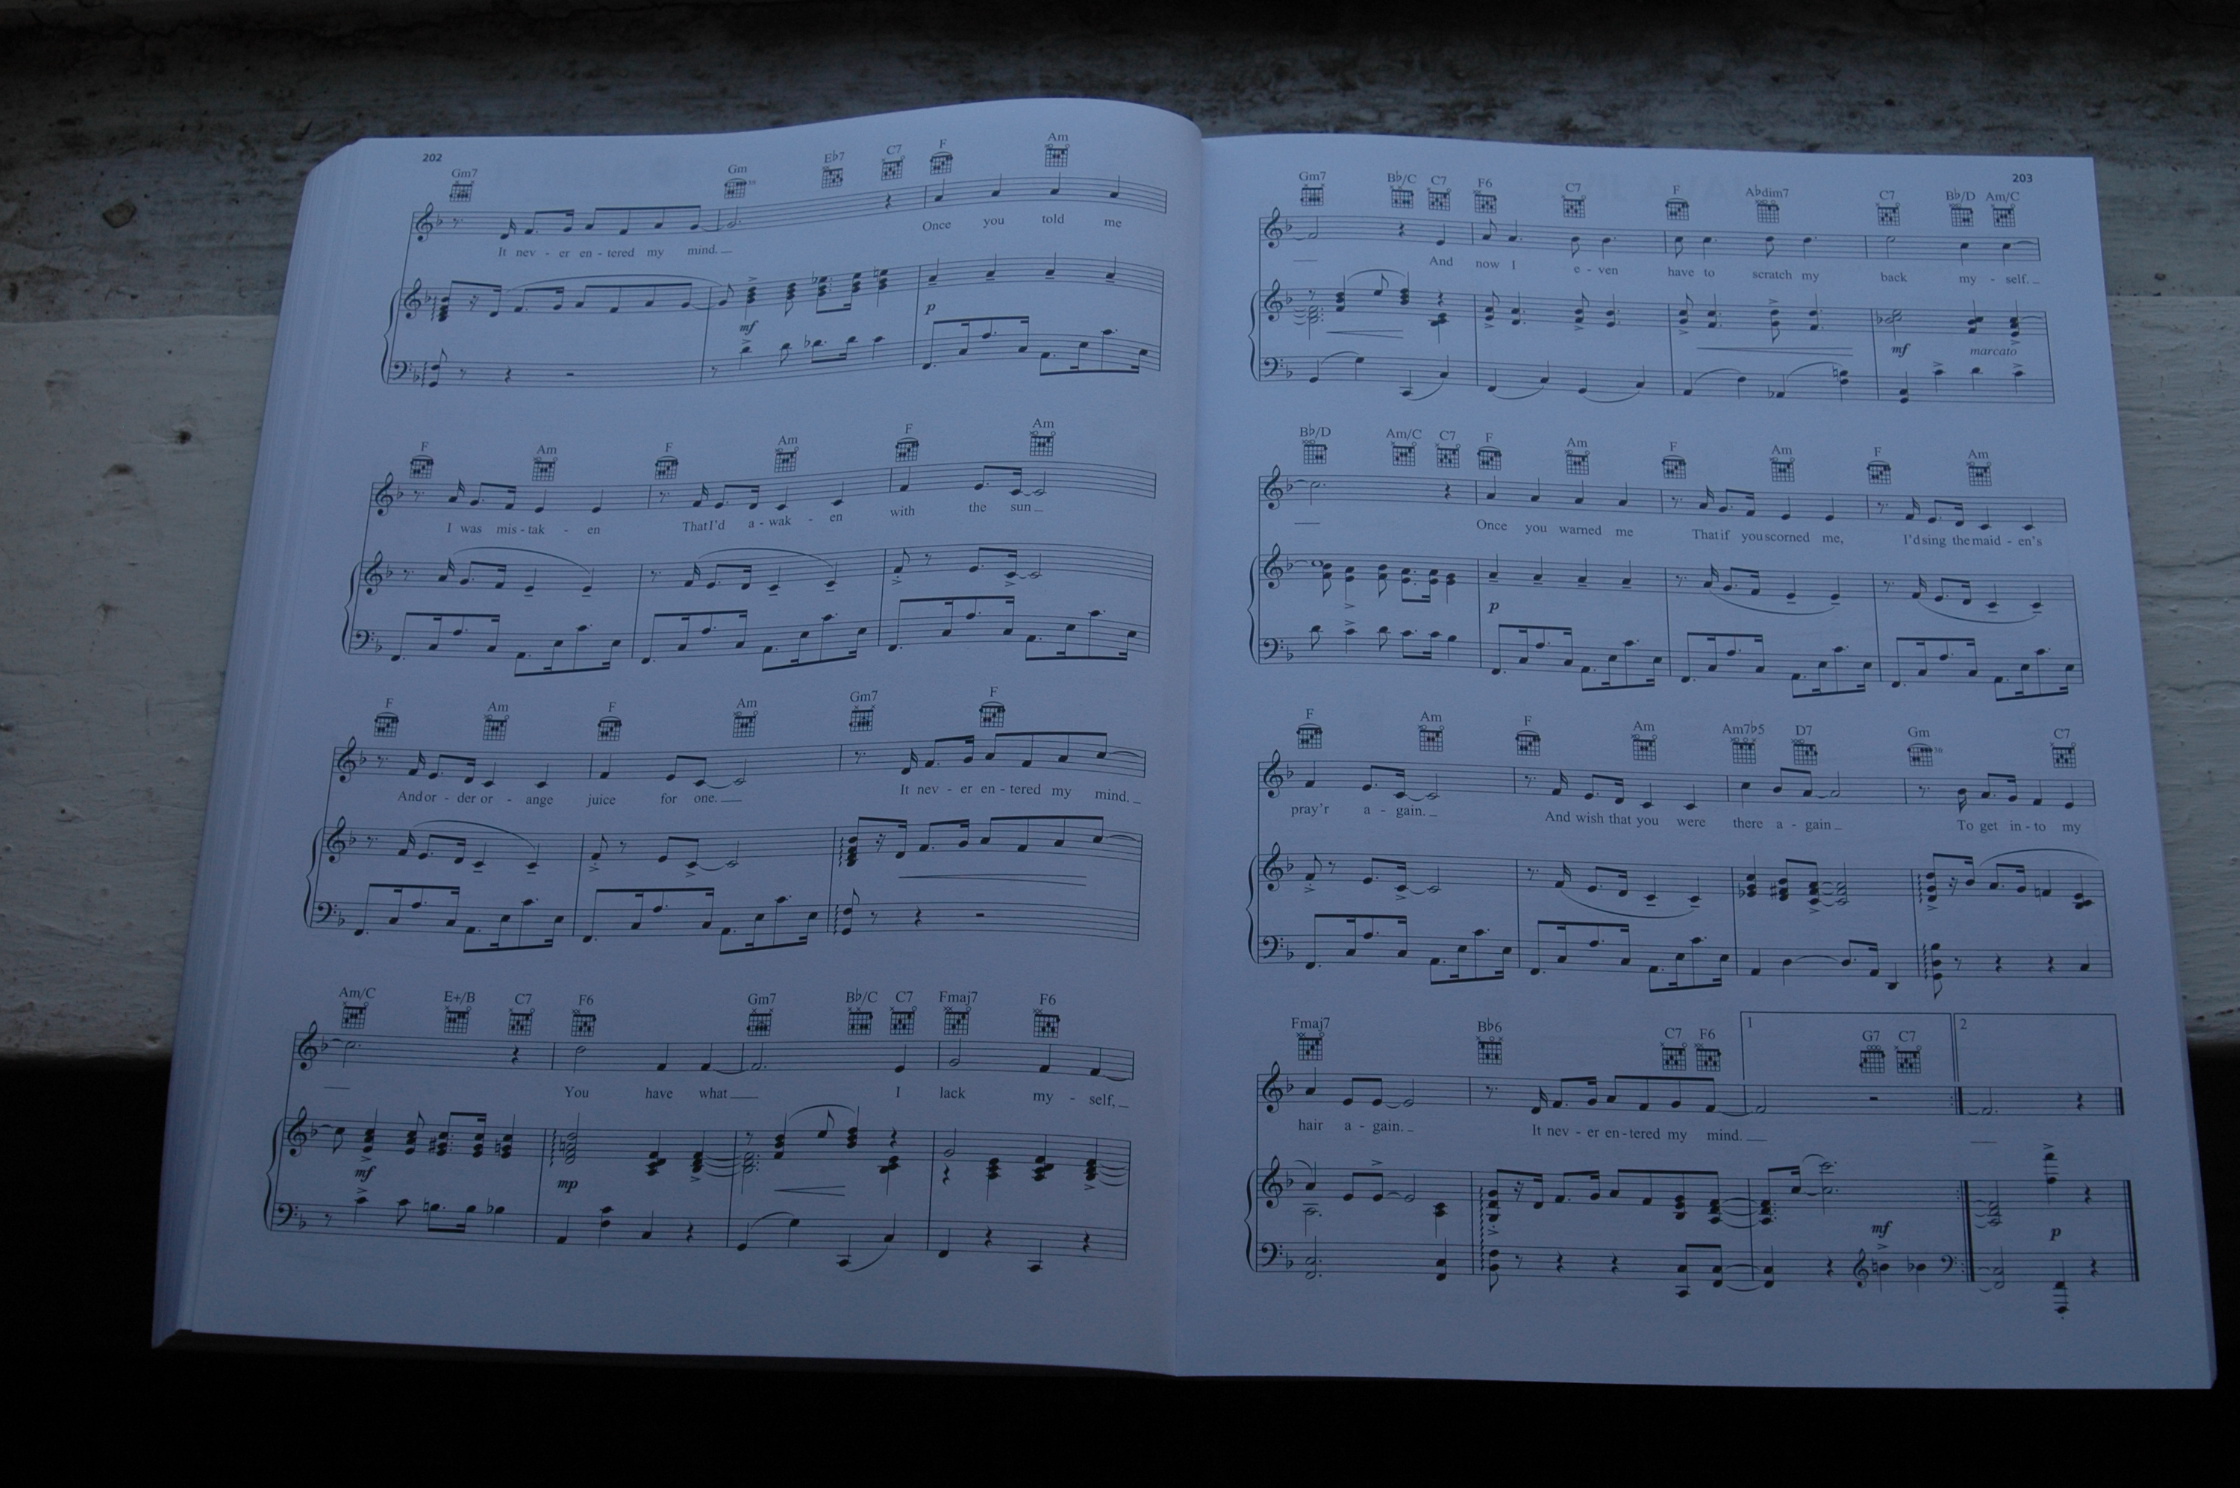 202
Gm7 Gm 3fr E♭7 C7 F Am
It nev - er en - tered my mind. Once you told me
mf p
F Am F Am F Am
I was mis - tak - en That I'd a - wak - en with the sun
F Am F Am Gm7 F
And or - der or - ange juice for one. It nev - er en - tered my mind.
Am/C E+/B C7 F6 Gm7 B♭/C C7 Fmaj7 F6
You have what I lack my - self,
mf mp
203
Gm7 B♭/C C7 F6 C7 F A♭dim7 C7 B♭/D Am/C
And now I e - ven have to scratch my back my - self.
mf marcato
B♭/D Am/C C7 F Am F Am F Am
Once you warned me That if you scorned me, I'd sing the maid - en's
p
F Am F Am Am7♭5 D7 Gm 3fr C7
pray'r a - gain. And wish that you were there a - gain To get in - to my
Fmaj7 B♭6 C7 F6 1 G7 C7 2
hair a - gain. It nev - er en - tered my mind.
mf p